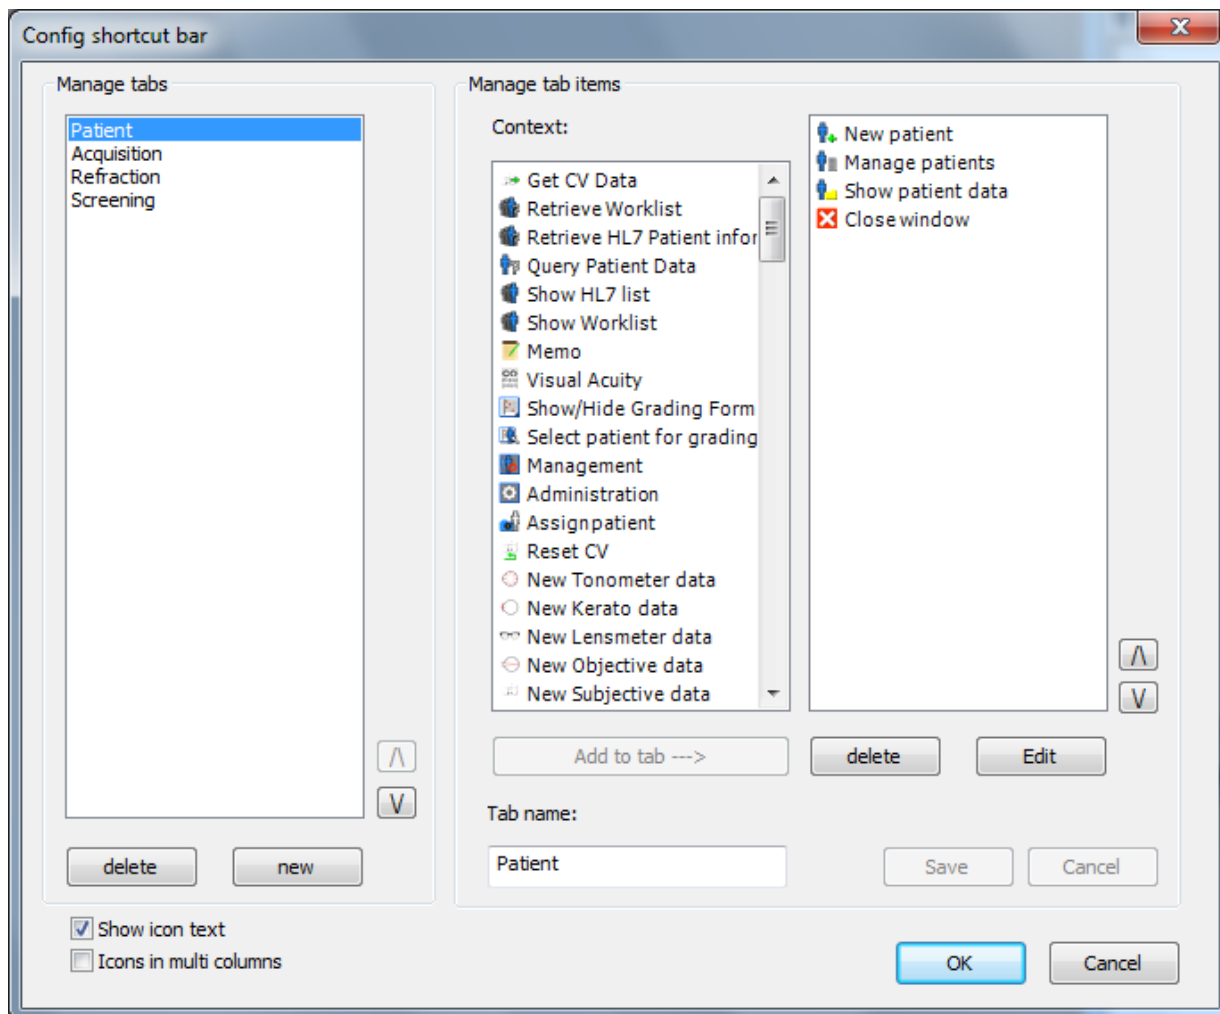 Config shortcut bar
X
Manage tabs
Patient
Acquisition
Refraction
Screening
/\
\/
delete
new
Manage tab items
Context:
Get CV Data
Retrieve Worklist
Retrieve HL7 Patient infor
Query Patient Data
Show HL7 list
Show Worklist
Memo
Visual Acuity
Show/Hide Grading Form
Select patient for grading
Management
Administration
Assign patient
Reset CV
New Tonometer data
New Kerato data
New Lensmeter data
New Objective data
New Subjective data
New patient
Manage patients
Show patient data
Close window
/\
\/
Add to tab --->
delete
Edit
Tab name:
Patient
Save
Cancel
Show icon text
Icons in multi columns
OK
Cancel